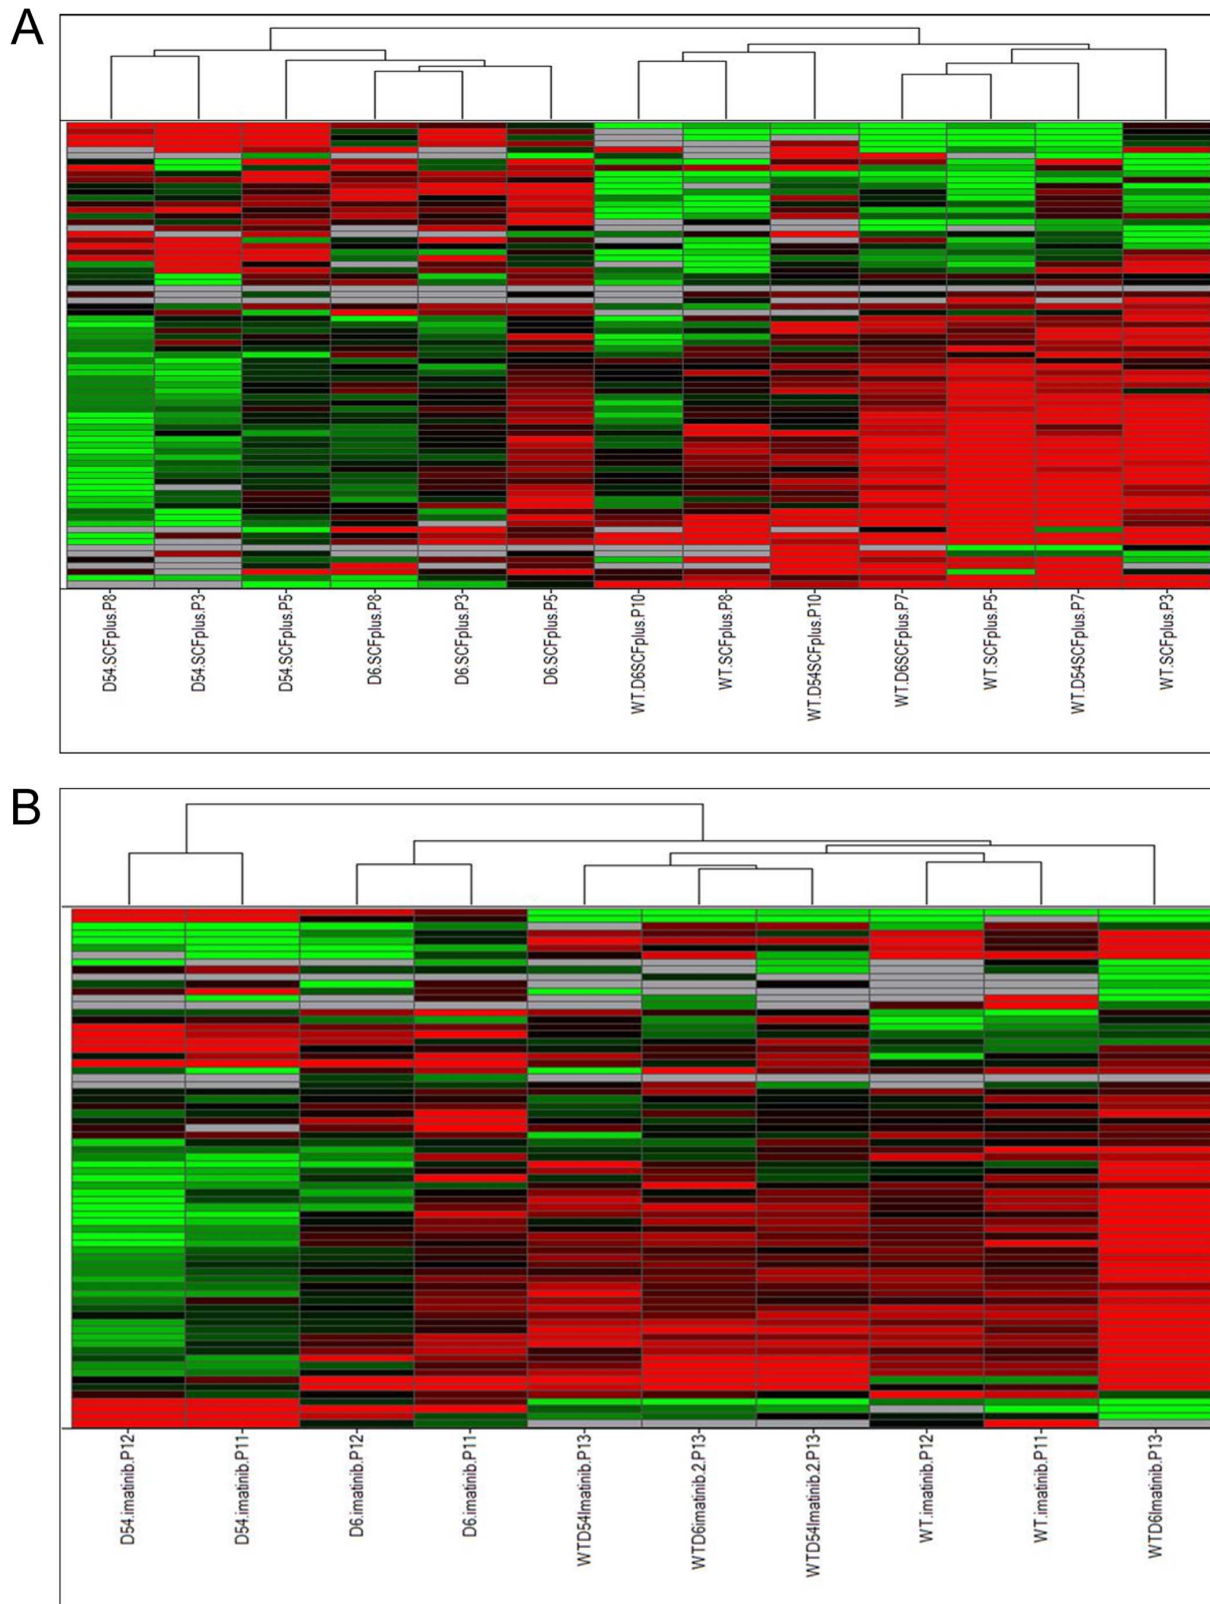 A
D54.SCFplus.P8
D54.SCFplus.P3
D54.SCFplus.P5
D6.SCFplus.P8
D6.SCFplus.P3
D6.SCFplus.P5
WT.D6SCFplus.P10
WT.SCFplus.P8
WT.D54SCFplus.P10
WT.D6SCFplus.P7
WT.SCFplus.P5
WT.D54SCFplus.P7
WT.SCFplus.P3
B
D54.imatinib.P12
D54.imatinib.P11
D6.imatinib.P12
D6.imatinib.P11
WTD54Imatinib.P13
WTD6imatinib.2.P13
WTD54Imatinib.2.P13
WT.imatinib.P12
WT.imatinib.P11
WTD6Imatinib.P13